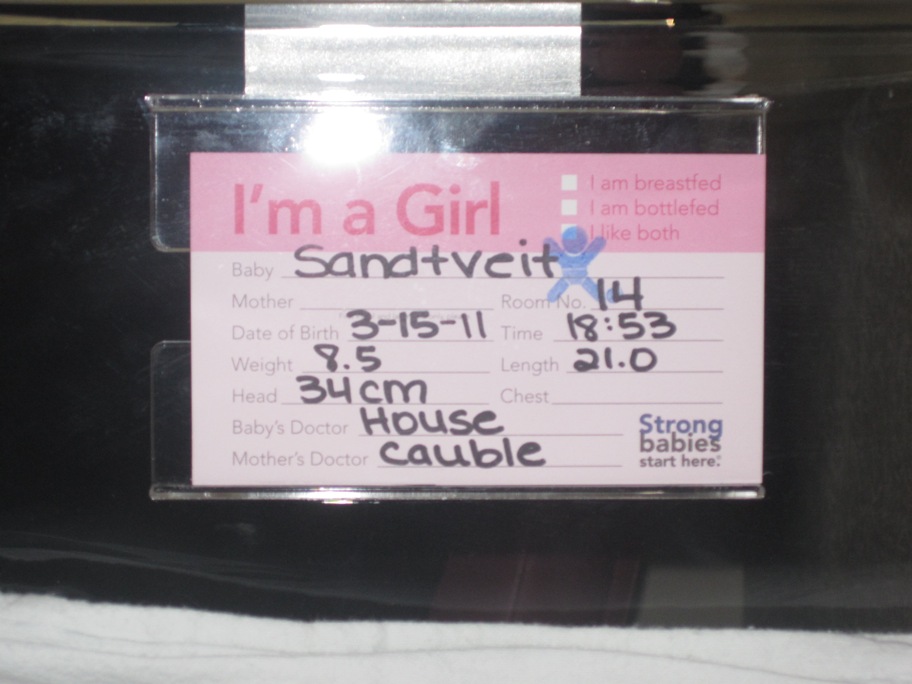 I'm a Girl
I am breastfed
I am bottlefed
I like both
Baby Sandtveit
Mother Room No. 14
Date of Birth 3-15-11 Time 18:53
Weight 8.5 Length 21.0
Head 34cm Chest
Baby's Doctor House
Mother's Doctor Cauble
Strong
babies
start here.